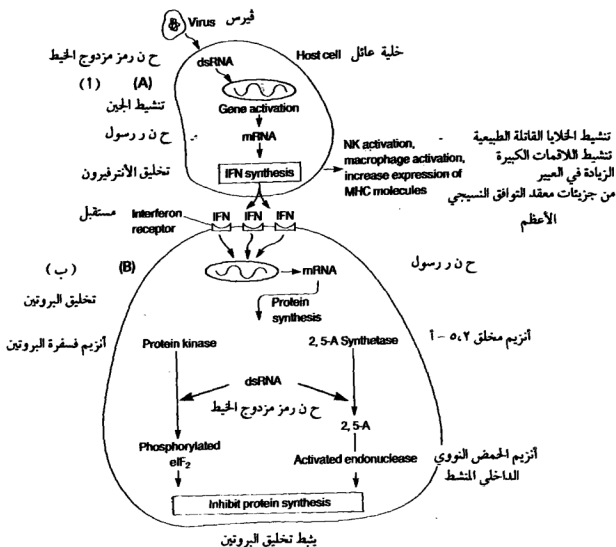 Virus فيرس
Host cell خلية عائل
ح ن رمز مزدوج الخيط
dsRNA
(أ) (A)
تنشيط الجين
Gene activation
ح ن ر رسول
mRNA
تخليق الأنترفيرون
IFN synthesis
NK activation,
macrophage activation,
increase expression of
MHC molecules
تنشيط الخلايا القاتلة الطبيعية
تنشيط اللاقمات الكبيرة
الزيادة في العبير
من جزيئات معقد التوافق النسيجي
الأعظم
مستقبل
Interferon
receptor
IFN IFN IFN
(ب) (B)
mRNA
ح ن ر رسول
تخليق البروتين
Protein
synthesis
أنزيم فسفرة البروتين
Protein kinase
2, 5-A Synthetase
أنزيم مخلق ٥،٢ - أ
dsRNA
ح ن رمز مزدوج الخيط
2, 5-A
Phosphorylated
eIF2
Activated endonuclease
أنزيم الحمض النووي
الداخلي المنشط
Inhibit protein synthesis
يثبط تخليق البروتين